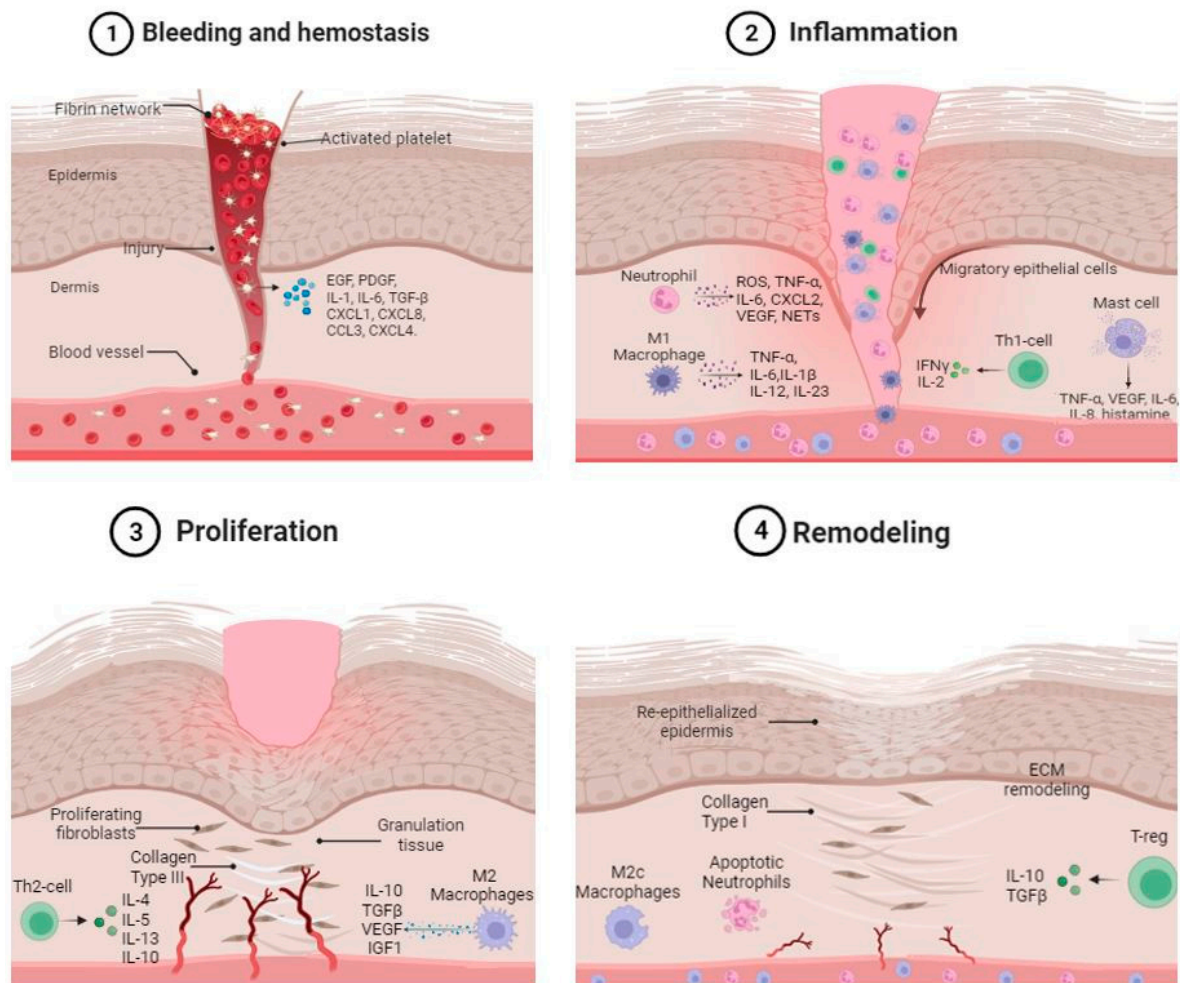 1 Bleeding and hemostasis
Fibrin network
Activated platelet
Epidermis
Injury
Dermis
EGF, PDGF,
IL-1, IL-6, TGF-β
CXCL1, CXCL8,
CCL3, CXCL4.
Blood vessel
2 Inflammation
Migratory epithelial cells
Neutrophil
ROS, TNF-α,
IL-6, CXCL2,
VEGF, NETs
Mast cell
M1
Macrophage
TNF-α,
IL-6,IL-1β
IL-12, IL-23
Th1-cell
IFNγ
IL-2
TNF-α, VEGF, IL-6,
IL-8, histamine
3 Proliferation
Proliferating
fibroblasts
Granulation
tissue
Collagen
Type III
Th2-cell
IL-4
IL-5
IL-13
IL-10
IL-10
TGFβ
VEGF
IGF1
M2
Macrophages
4 Remodeling
Re-epithelialized
epidermis
ECM
remodeling
Collagen
Type I
T-reg
M2c
Macrophages
Apoptotic
Neutrophils
IL-10
TGFβ